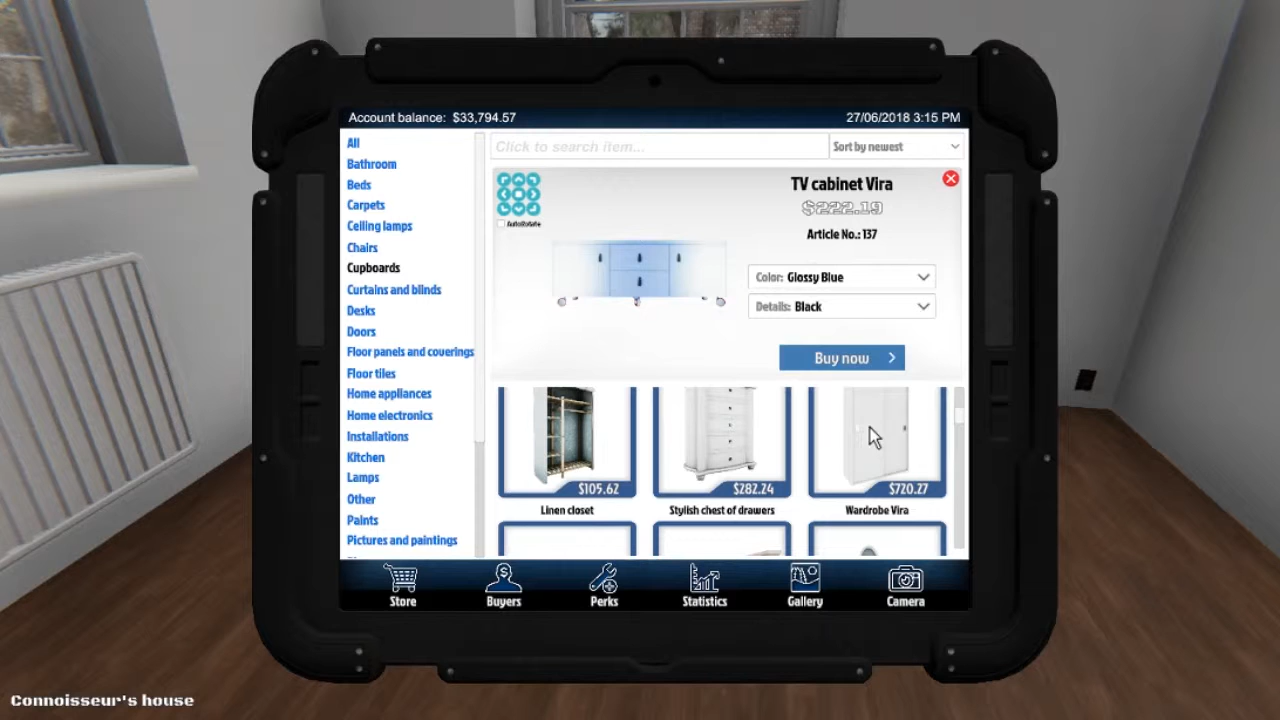 Account balance: $33,794.57
27/06/2018 3:15 PM
All
Bathroom
Beds
Carpets
Ceiling lamps
Chairs
Cupboards
Curtains and blinds
Desks
Doors
Floor panels and coverings
Floor tiles
Home appliances
Home electronics
Installations
Kitchen
Lamps
Other
Paints
Pictures and paintings
Click to search item...
Sort by newest
AutoRotate
TV cabinet Vira
$222.19
Article No.: 137
Color: Glossy Blue
Details: Black
Buy now
$105.62
$282.24
$720.27
Linen closet
Stylish chest of drawers
Wardrobe Vira
Store
Buyers
Perks
Statistics
Gallery
Camera
Connoisseur's house